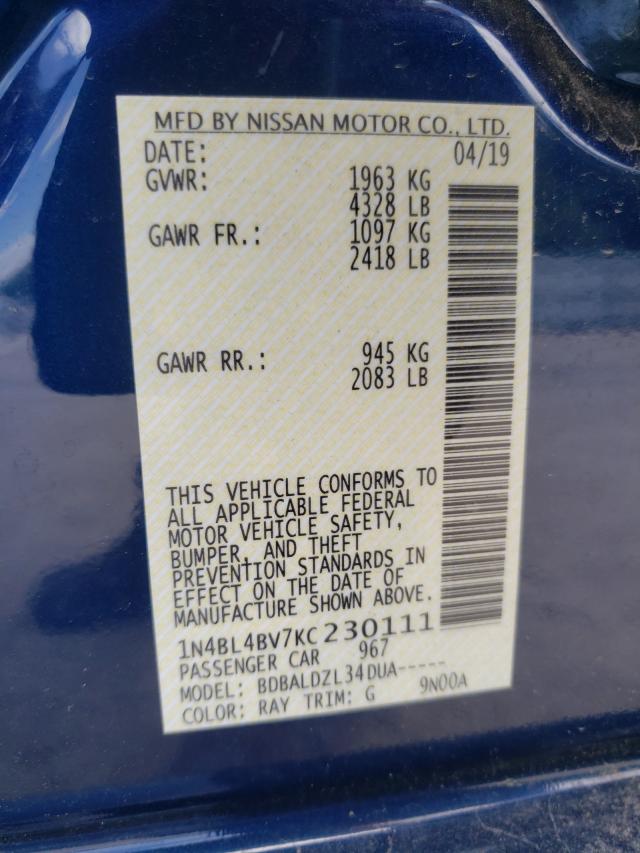 MFD BY NISSAN MOTOR CO., LTD.
DATE: 04/19
GVWR: 1963 KG
4328 LB
GAWR FR.: 1097 KG
2418 LB
GAWR RR.: 945 KG
2083 LB
THIS VEHICLE CONFORMS TO
ALL APPLICABLE FEDERAL
MOTOR VEHICLE SAFETY,
BUMPER, AND THEFT
PREVENTION STANDARDS IN
EFFECT ON THE DATE OF
MANUFACTURE SHOWN ABOVE.
1N4BL4BV7KC230111
PASSENGER CAR 967
MODEL: BDBALDZL34DUA-----
COLOR: RAY TRIM: G 9N00A